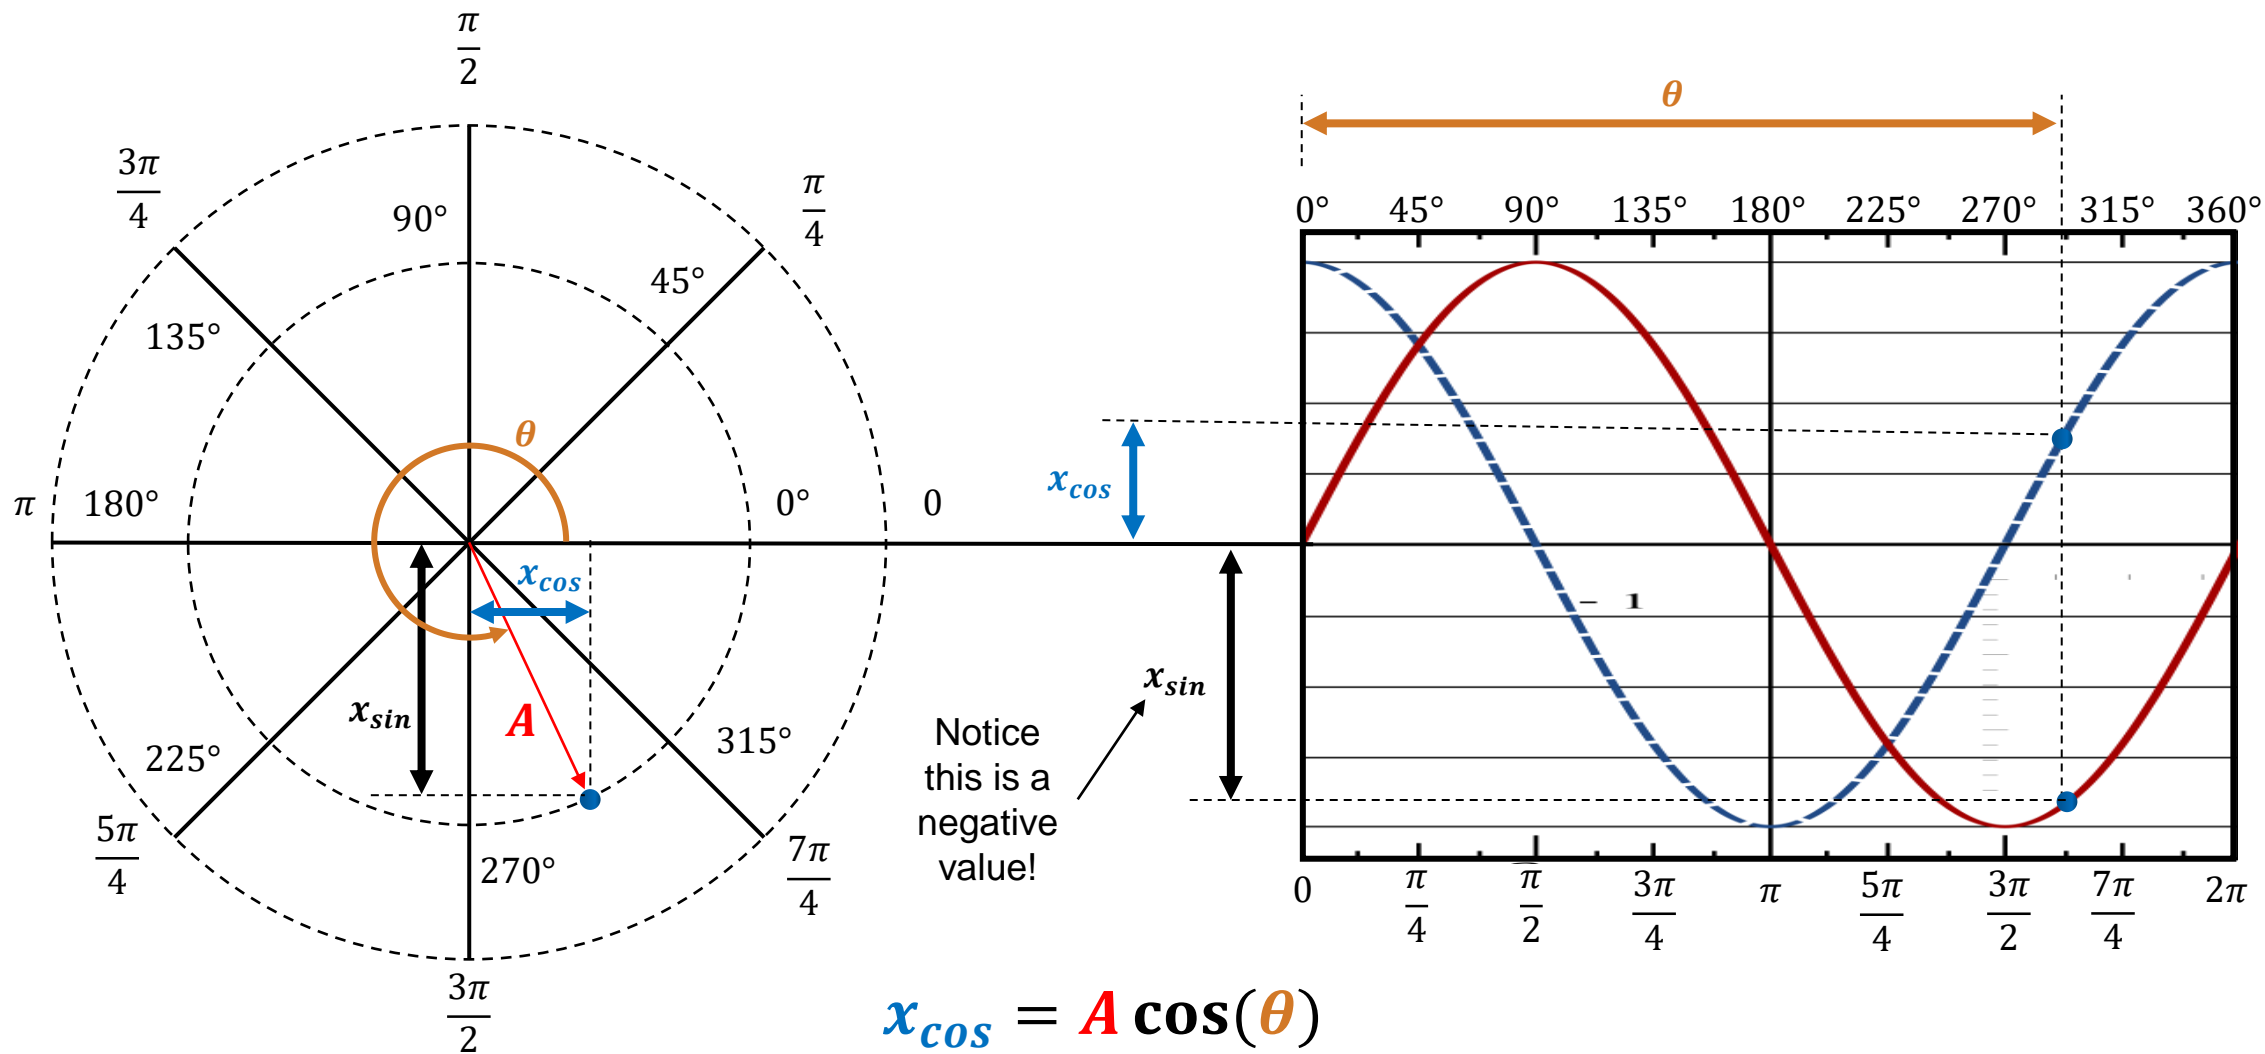 π/2
3π/4
π/4
90°
45°
135°
θ
π
180°
0°
0
x_cos
x_sin
A
225°
315°
5π/4
270°
7π/4
3π/2
θ
0° 45° 90° 135° 180° 225° 270° 315° 360°
x_cos
− 1
x_sin
Notice
this is a
negative
value!
0 π/4 π/2 3π/4 π 5π/4 3π/2 7π/4 2π
x_cos = A cos(θ)